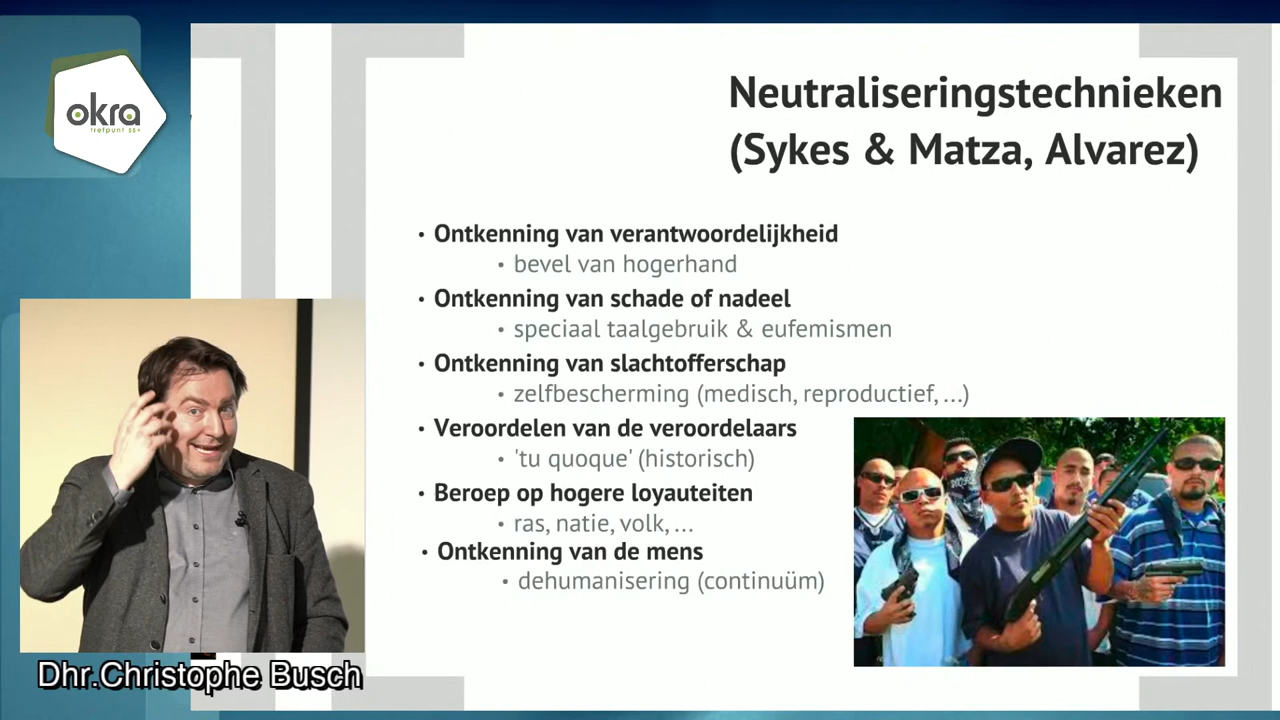 okra
trefpunt 55+
Neutraliseringstechnieken
(Sykes & Matza, Alvarez)
• Ontkenning van verantwoordelijkheid
• bevel van hogerhand
• Ontkenning van schade of nadeel
• speciaal taalgebruik & eufemismen
• Ontkenning van slachtofferschap
• zelfbescherming (medisch, reproductief, ...)
• Veroordelen van de veroordelaars
• 'tu quoque' (historisch)
• Beroep op hogere loyauteiten
• ras, natie, volk, ...
• Ontkenning van de mens
• dehumanisering (continuüm)
Dhr.Christophe Busch